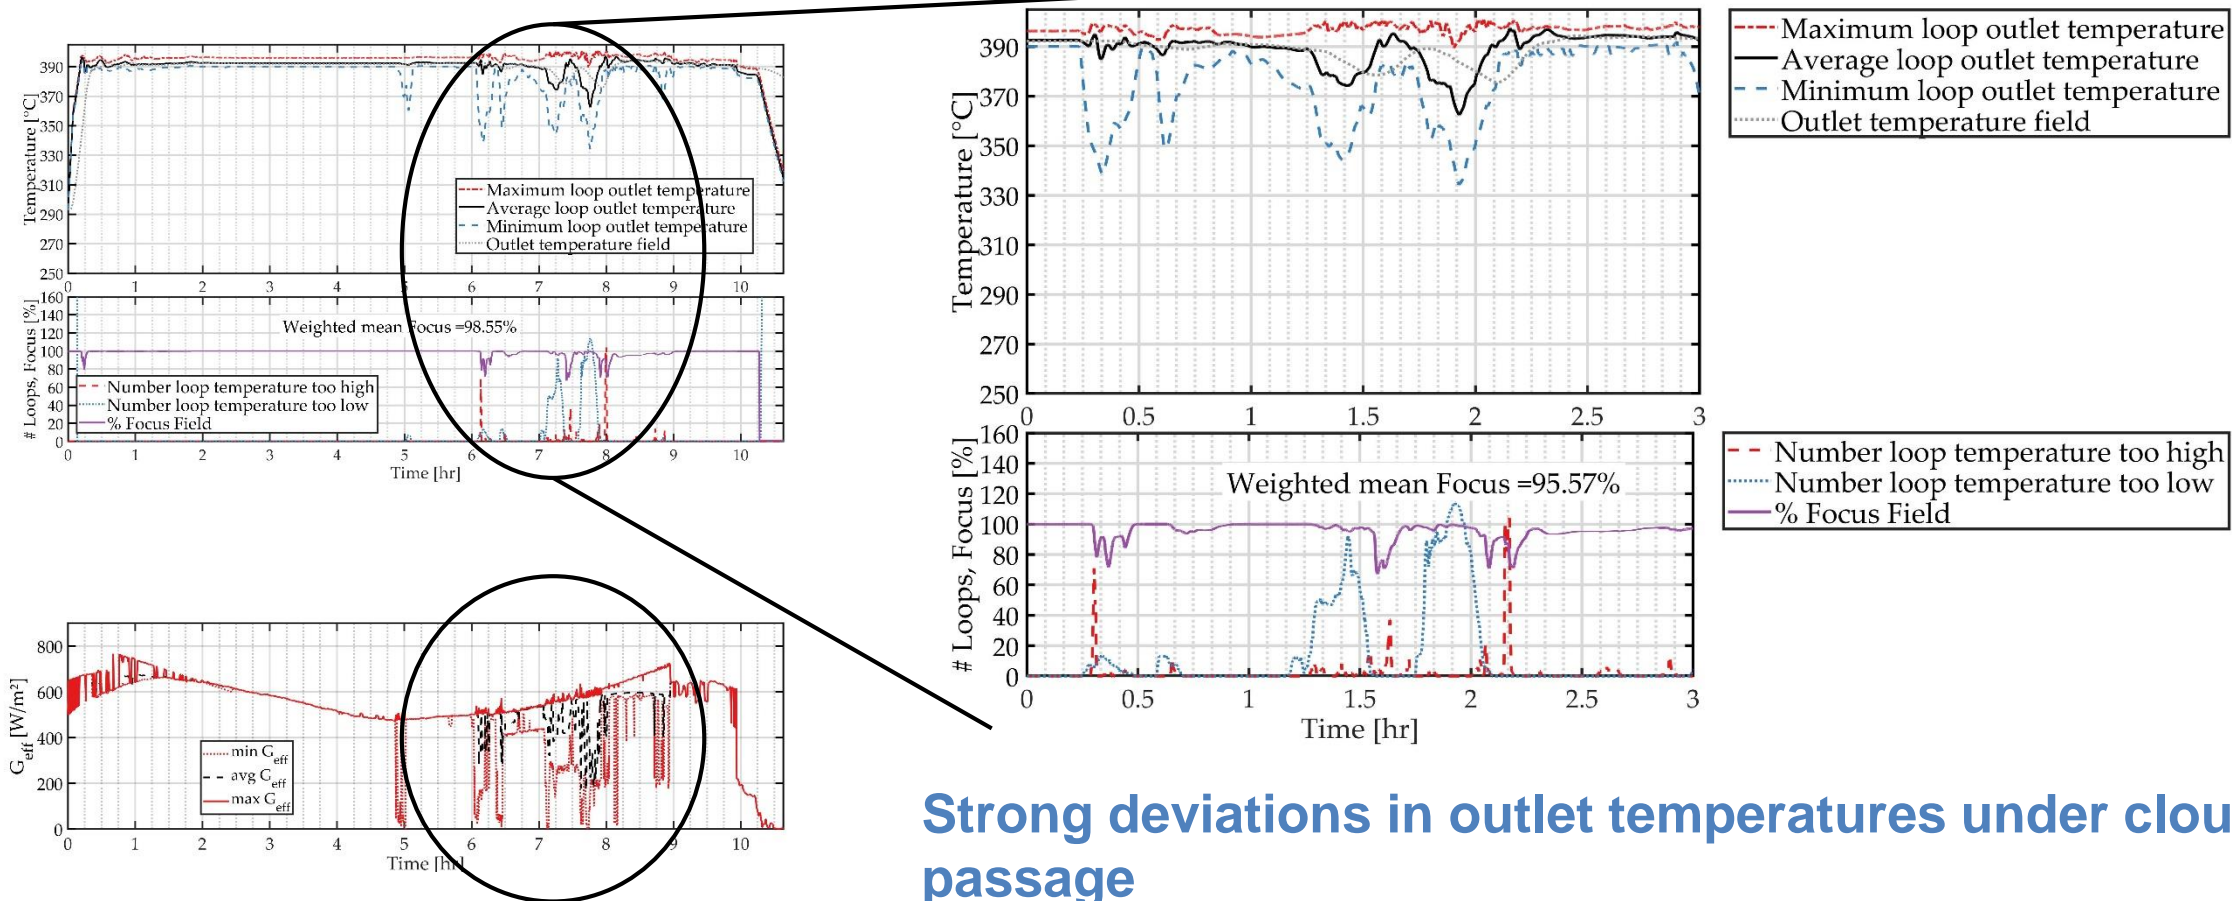 Temperature [°C]
390
370
350
330
310
290
270
250
0 1 2 3 4 5 6 7 8 9 10
Maximum loop outlet temperature
Average loop outlet temperature
Minimum loop outlet temperature
Outlet temperature field
# Loops, Focus [%]
160
140
120
100
80
60
40
20
0
Weighted mean Focus =98.55%
Number loop temperature too high
Number loop temperature too low
% Focus Field
0 1 2 3 4 5 6 7 8 9 10
Time [hr]
G_eff [W/m²]
800
600
400
200
0
min G_eff
avg G_eff
max G_eff
0 1 2 3 4 5 6 7 8 9 10
Time [hr]
Temperature [°C]
390
370
350
330
310
290
270
250
0 0.5 1 1.5 2 2.5 3
Maximum loop outlet temperature
Average loop outlet temperature
Minimum loop outlet temperature
Outlet temperature field
# Loops, Focus [%]
160
140
120
100
80
60
40
20
0
Weighted mean Focus =95.57%
0 0.5 1 1.5 2 2.5 3
Time [hr]
Number loop temperature too high
Number loop temperature too low
% Focus Field
Strong deviations in outlet temperatures under clou
passage